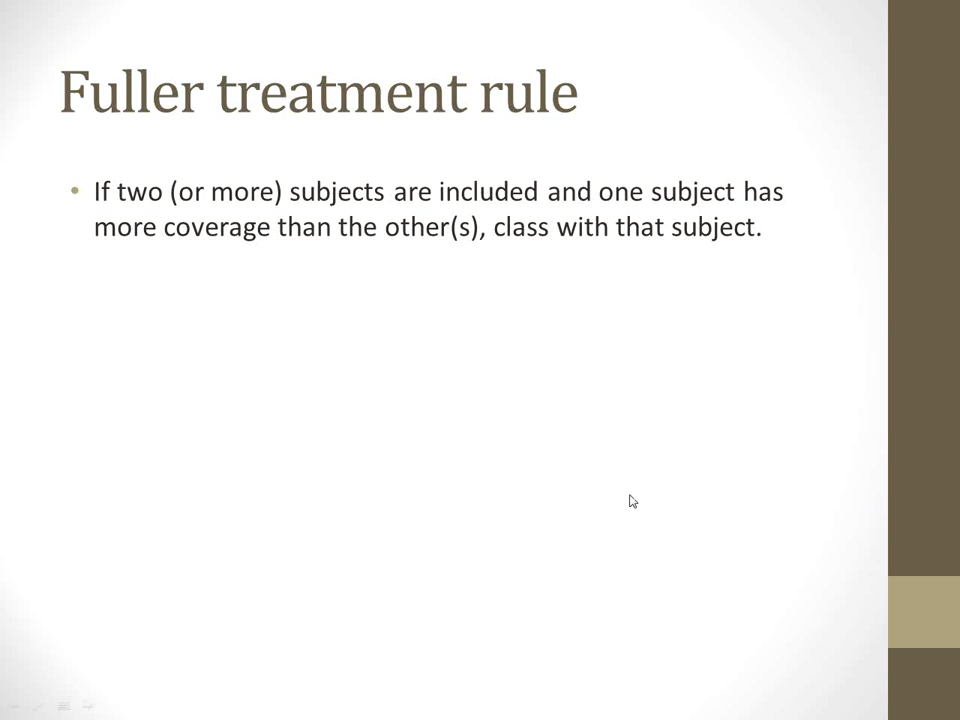 Fuller treatment rule
• If two (or more) subjects are included and one subject has
more coverage than the other(s), class with that subject.